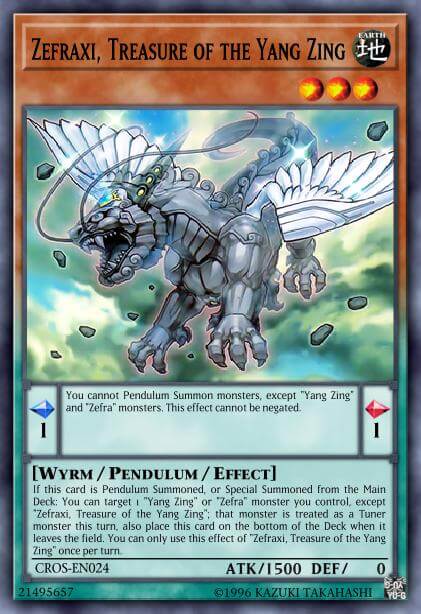 Zefraxi, Treasure of the Yang Zing
EARTH
地
You cannot Pendulum Summon monsters, except "Yang Zing"
and "Zefra" monsters. This effect cannot be negated.
1
1
[Wyrm / Pendulum / Effect]
If this card is Pendulum Summoned, or Special Summoned from the Main
Deck: You can target 1 "Yang Zing" or "Zefra" monster you control, except
"Zefraxi, Treasure of the Yang Zing"; that monster is treated as a Tuner
monster this turn, also place this card on the bottom of the Deck when it
leaves the field. You can only use this effect of "Zefraxi, Treasure of the Yang
Zing" once per turn.
CROS-EN024 ATK/1500 DEF/ 0
21495657 ©1996 KAZUKI TAKAHASHI